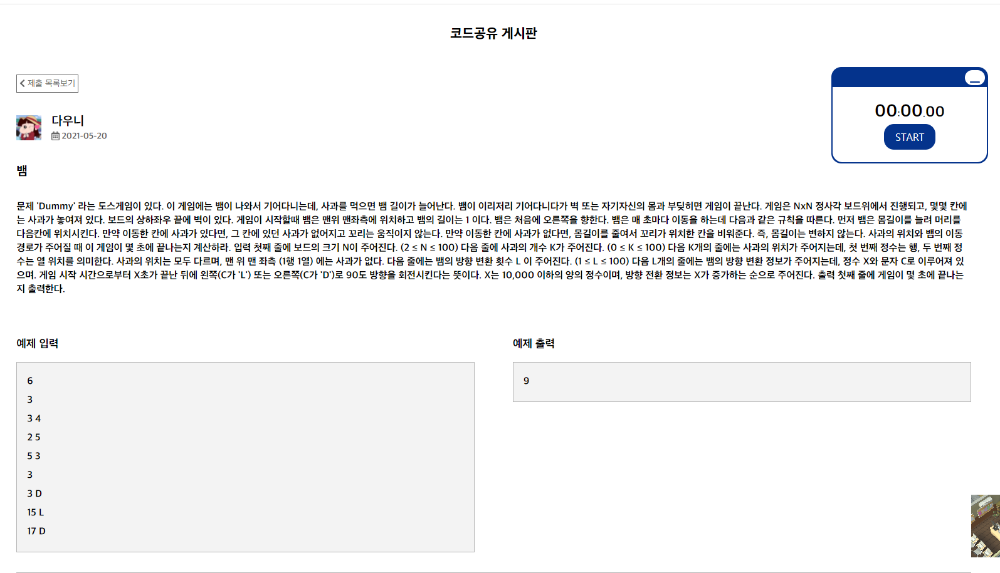 코드공유 게시판
제출 목록보기
00:00.00
START
다우니
2021-05-20
뱀
문제 'Dummy' 라는 도스게임이 있다. 이 게임에는 뱀이 나와서 기어다니는데, 사과를 먹으면 뱀 길이가 늘어난다. 뱀이 이리저리 기어다니다가 벽 또는 자기자신의 몸과 부딪히면 게임이 끝난다. 게임은 NxN 정사각 보드위에서 진행되고, 몇몇 칸에
는 사과가 놓여져 있다. 보드의 상하좌우 끝에 벽이 있다. 게임이 시작할때 뱀은 맨위 맨좌측에 위치하고 뱀의 길이는 1 이다. 뱀은 처음에 오른쪽을 향한다. 뱀은 매 초마다 이동을 하는데 다음과 같은 규칙을 따른다. 먼저 뱀은 몸길이를 늘려 머리를
다음칸에 위치시킨다. 만약 이동한 칸에 사과가 있다면, 그 칸에 있던 사과가 없어지고 꼬리는 움직이지 않는다. 만약 이동한 칸에 사과가 없다면, 몸길이를 줄여서 꼬리가 위치한 칸을 비워준다. 즉, 몸길이는 변하지 않는다. 사과의 위치와 뱀의 이동
경로가 주어질 때 이 게임이 몇 초에 끝나는지 계산하라. 입력 첫째 줄에 보드의 크기 N이 주어진다. (2 ≤ N ≤ 100) 다음 줄에 사과의 개수 K가 주어진다. (0 ≤ K ≤ 100) 다음 K개의 줄에는 사과의 위치가 주어지는데, 첫 번째 정수는 행, 두 번째 정
수는 열 위치를 의미한다. 사과의 위치는 모두 다르며, 맨 위 맨 좌측 (1행 1열) 에는 사과가 없다. 다음 줄에는 뱀의 방향 변환 횟수 L 이 주어진다. (1 ≤ L ≤ 100) 다음 L개의 줄에는 뱀의 방향 변환 정보가 주어지는데, 정수 X와 문자 C로 이루어져 있
으며. 게임 시작 시간으로부터 X초가 끝난 뒤에 왼쪽(C가 'L') 또는 오른쪽(C가 'D')로 90도 방향을 회전시킨다는 뜻이다. X는 10,000 이하의 양의 정수이며, 방향 전환 정보는 X가 증가하는 순으로 주어진다. 출력 첫째 줄에 게임이 몇 초에 끝나는
지 출력한다.
예제 입력
6
3
3 4
2 5
5 3
3
3 D
15 L
17 D
예제 출력
9